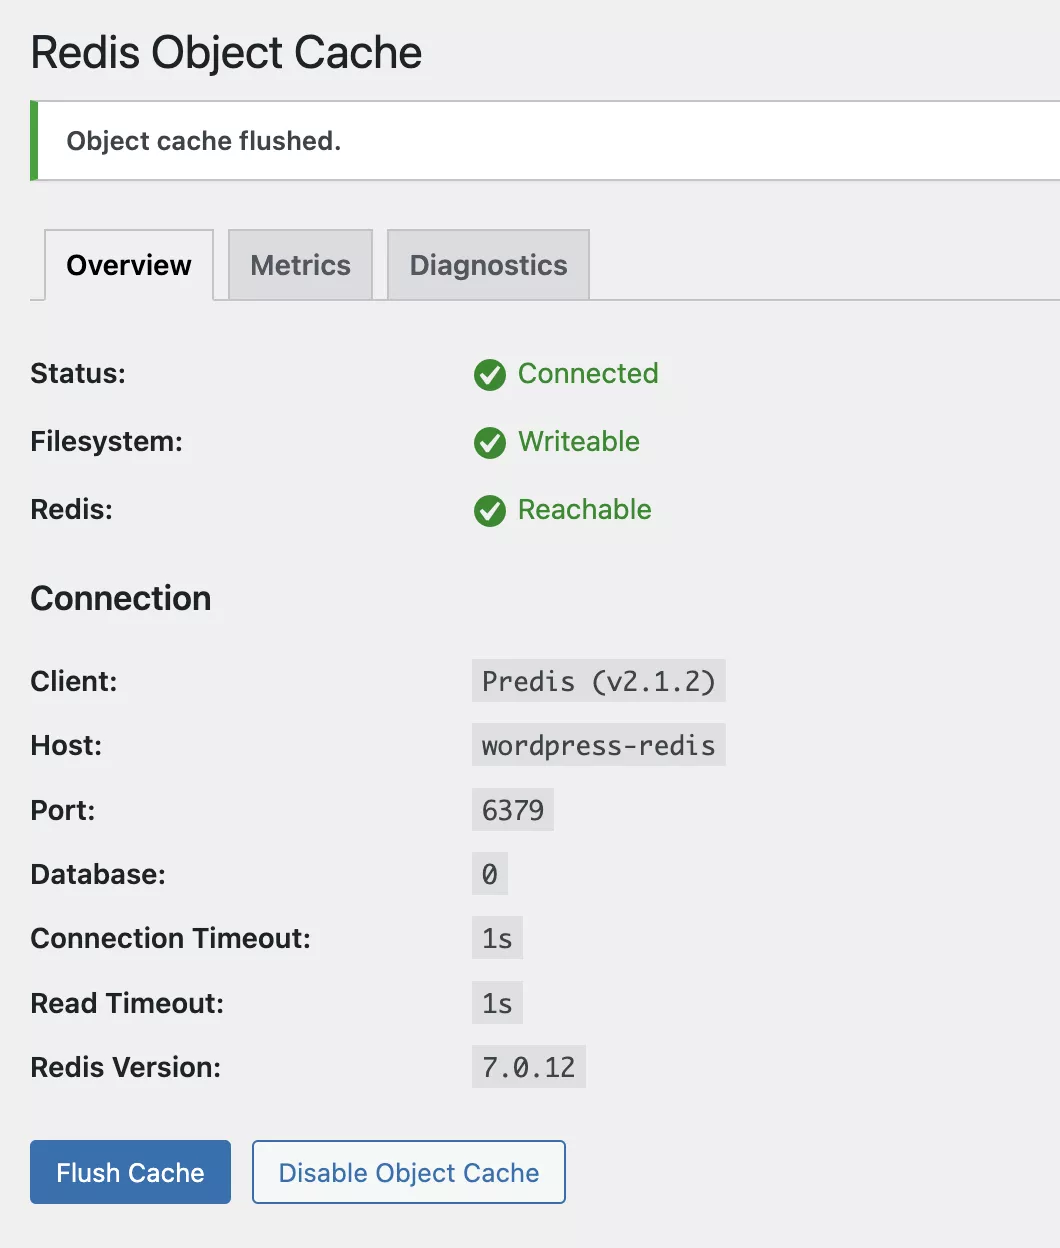 Redis Object Cache
Object cache flushed.
Overview Metrics Diagnostics
Status: Connected
Filesystem: Writeable
Redis: Reachable
Connection
Client: Predis (v2.1.2)
Host: wordpress-redis
Port: 6379
Database: 0
Connection Timeout: 1s
Read Timeout: 1s
Redis Version: 7.0.12
Flush Cache Disable Object Cache